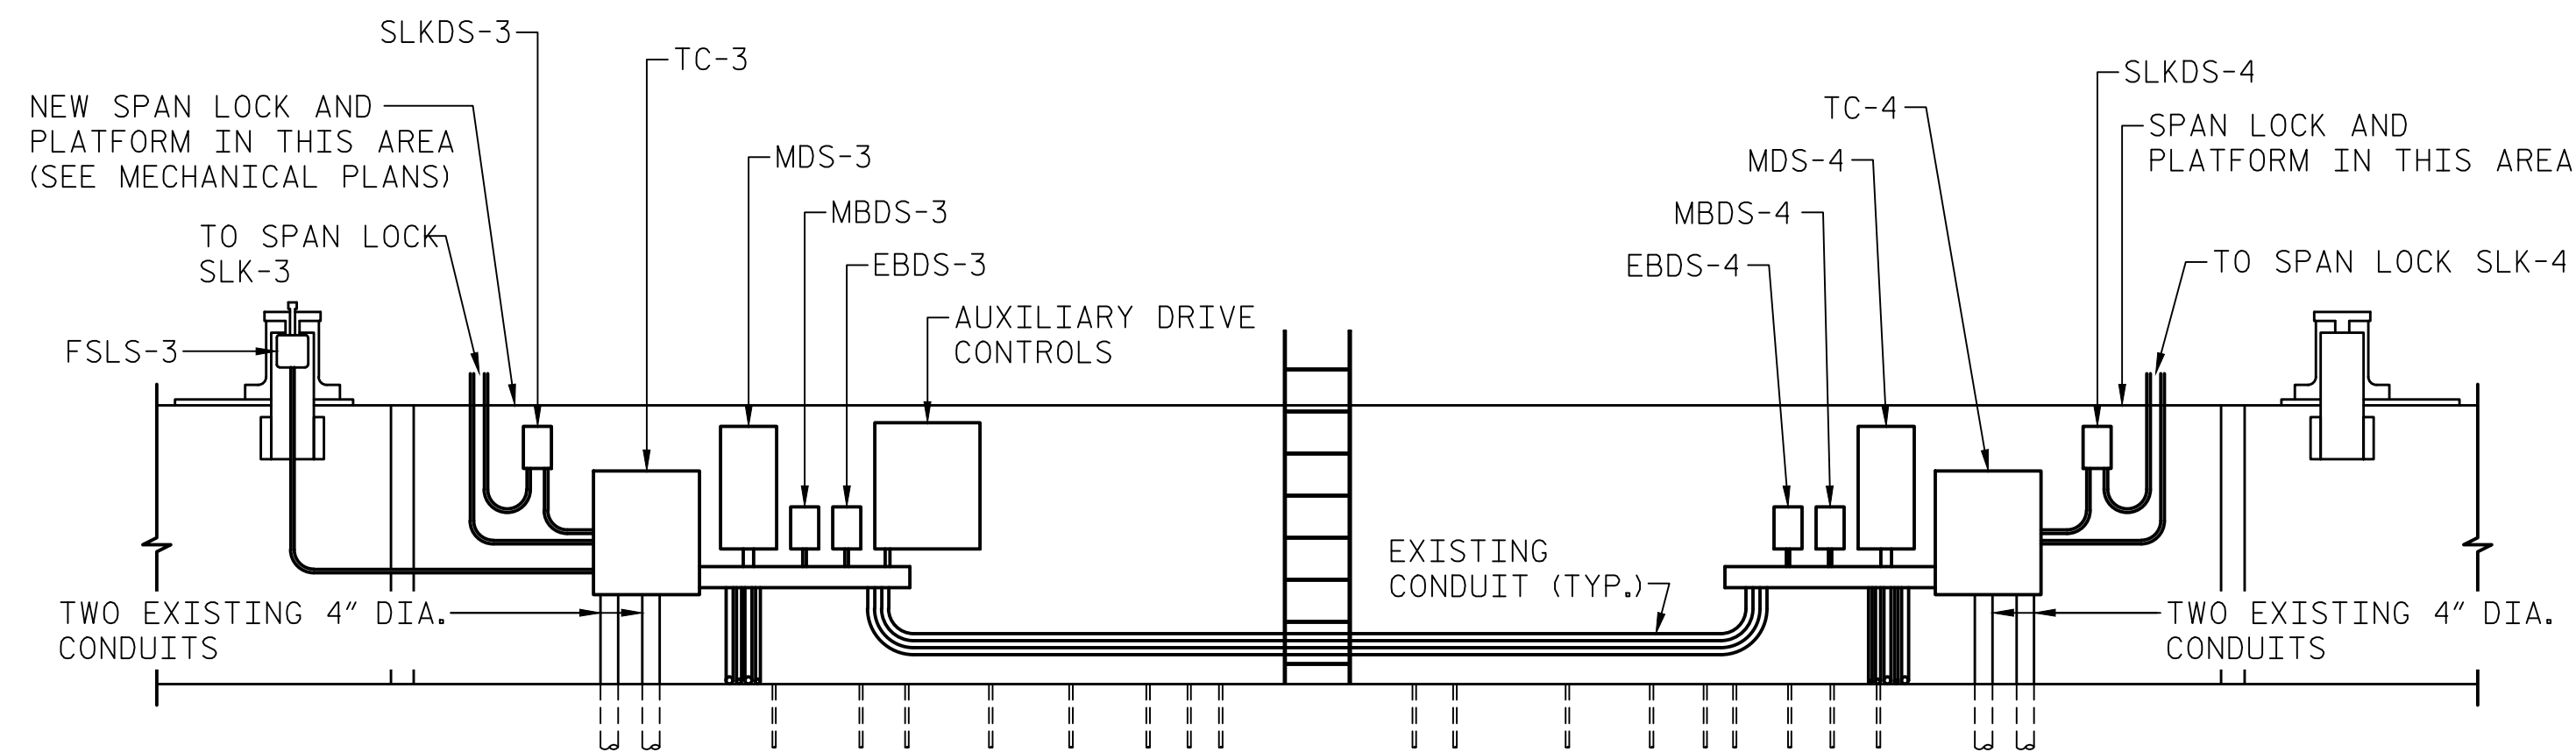 SLKDS-3
TC-3
NEW SPAN LOCK AND
PLATFORM IN THIS AREA
(SEE MECHANICAL PLANS)
MDS-3
MBDS-3
TO SPAN LOCK
SLK-3
EBDS-3
AUXILIARY DRIVE
CONTROLS
FSLS-3
TWO EXISTING 4" DIA.
CONDUITS
EXISTING
CONDUIT (TYP.)
SLKDS-4
TC-4
SPAN LOCK AND
PLATFORM IN THIS AREA
MDS-4
MBDS-4
EBDS-4
TO SPAN LOCK SLK-4
TWO EXISTING 4" DIA.
CONDUITS